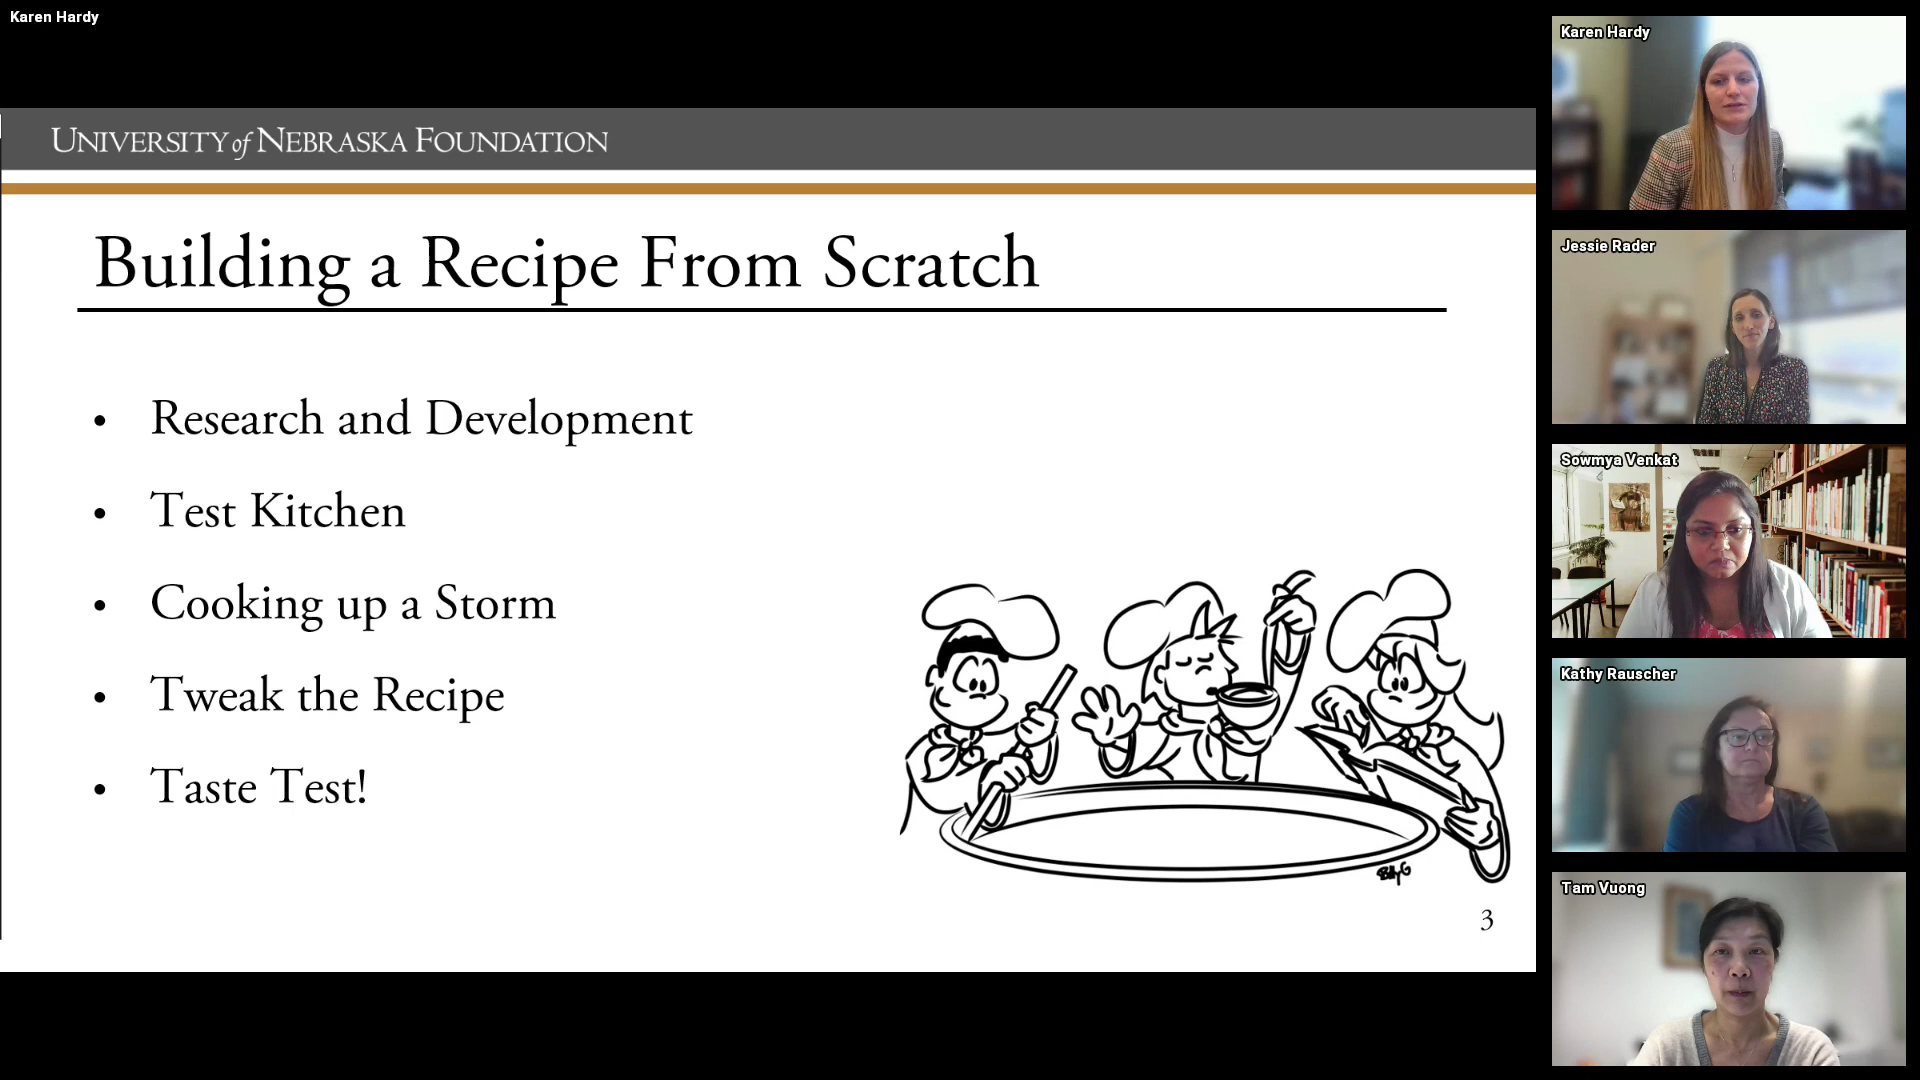 Karen Hardy
UNIVERSITY of NEBRASKA FOUNDATION
Building a Recipe From Scratch
• Research and Development
• Test Kitchen
• Cooking up a Storm
• Tweak the Recipe
• Taste Test!
3
Karen Hardy
Jessie Rader
Sowmya Venkat
Kathy Rauscher
Tam Vuong